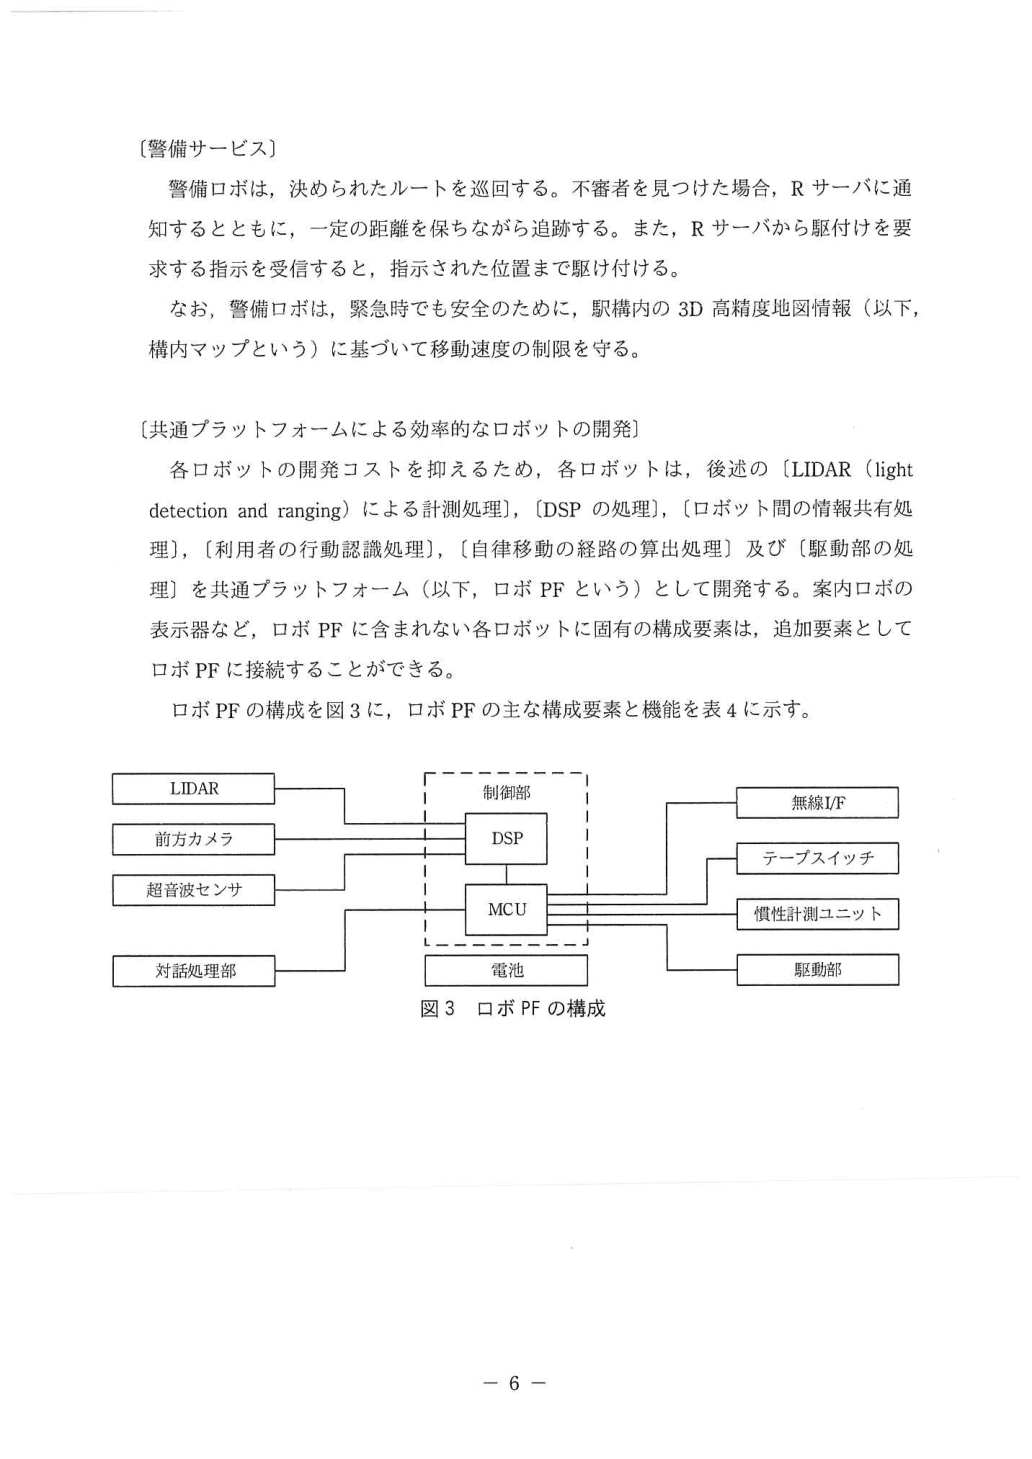 〔警備サービス〕
警備ロボは，決められたルートを巡回する。不審者を見つけた場合，R サーバに通
知するとともに，一定の距離を保ちながら追跡する。また，R サーバから駆付けを要
求する指示を受信すると，指示された位置まで駆け付ける。
なお，警備ロボは，緊急時でも安全のために，駅構内の 3D 高精度地図情報（以下，
構内マップという）に基づいて移動速度の制限を守る。
〔共通プラットフォームによる効率的なロボットの開発〕
各ロボットの開発コストを抑えるため，各ロボットは，後述の〔LIDAR（light
detection and ranging）による計測処理〕，〔DSP の処理〕，〔ロボット間の情報共有処
理〕，〔利用者の行動認識処理〕，〔自律移動の経路の算出処理〕及び〔駆動部の処
理〕を共通プラットフォーム（以下，ロボ PF という）として開発する。案内ロボの
表示器など，ロボ PF に含まれない各ロボットに固有の構成要素は，追加要素として
ロボ PF に接続することができる。
ロボ PF の構成を図 3 に，ロボ PF の主な構成要素と機能を表 4 に示す。
LIDAR
前方カメラ
超音波センサ
対話処理部
制御部
DSP
MCU
電池
無線I/F
テープスイッチ
慣性計測ユニット
駆動部
図 3　ロボ PF の構成
－ 6 －